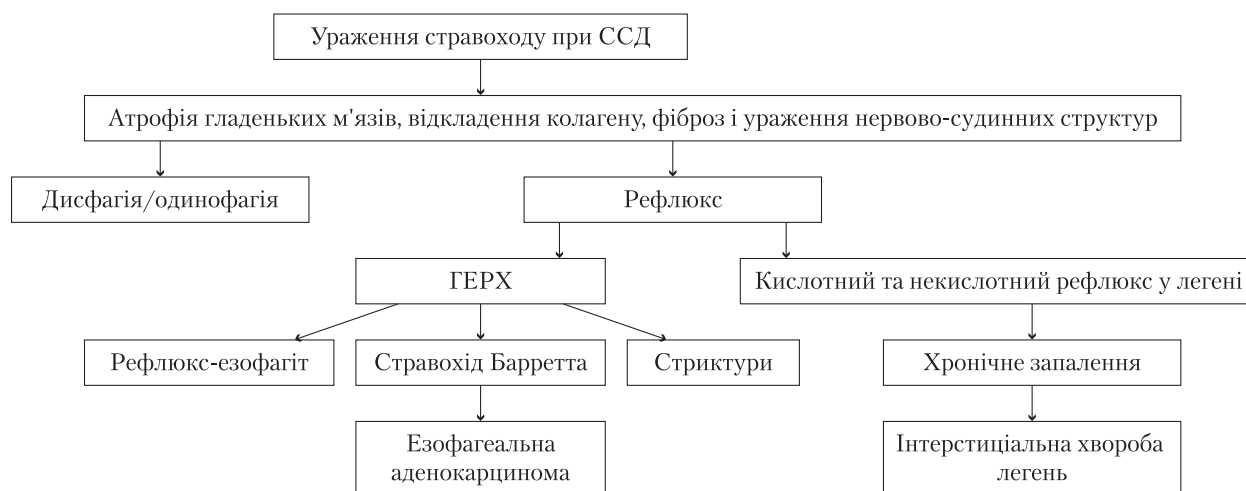 Ураження стравоходу при ССД
Атрофія гладеньких м'язів, відкладення колагену, фіброз і ураження нервово-судинних структур
Дисфагія/одинофагія
Рефлюкс
ГЕРХ
Кислотний та некислотний рефлюкс у легені
Рефлюкс-езофагіт
Стравохід Барретта
Стриктури
Хронічне запалення
Езофагеальна
аденокарцинома
Інтерстиціальна хвороба
легень